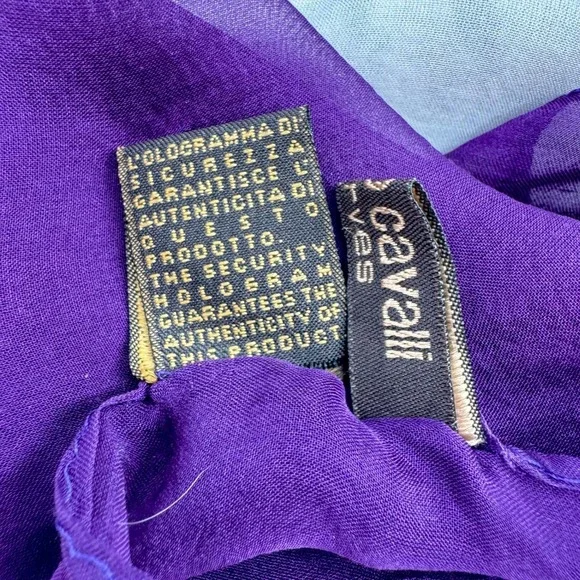 L'OLOGRAMMA DI
SICUREZZA
GARANTISCE L'
AUTENTICITA DI
QUESTO
PRODOTTO.
THE SECURITY
HOLOGRAM
GUARANTEES THE
AUTHENTICITY OF
THIS PRODUCT
cavalli